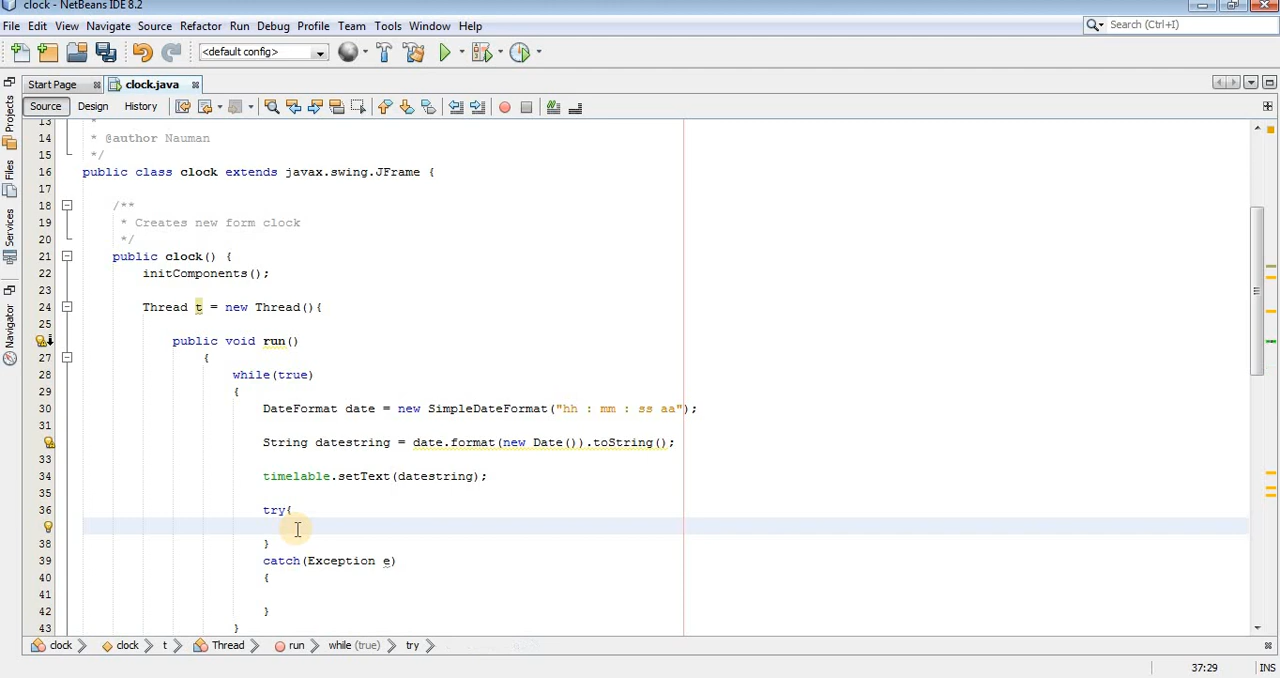 clock - NetBeans IDE 8.2
File Edit View Navigate Source Refactor Run Debug Profile Team Tools Window Help
Search (Ctrl+I)
<default config>
Start Page clock.java
Source Design History
Projects
Files
Services
Navigator
13 *
14 * @author Nauman
15 */
16 public class clock extends javax.swing.JFrame {
17
18 /**
19 * Creates new form clock
20 */
21 public clock() {
22 initComponents();
23
24 Thread t = new Thread(){
25
public void run()
27 {
28 while(true)
29 {
30 DateFormat date = new SimpleDateFormat("hh : mm : ss aa");
31
String datestring = date.format(new Date()).toString();
33
34 timelable.setText(datestring);
35
36 try{
38 }
39 catch(Exception e)
40 {
41
42 }
43 }
clock clock t Thread run while (true) try
37:29 INS